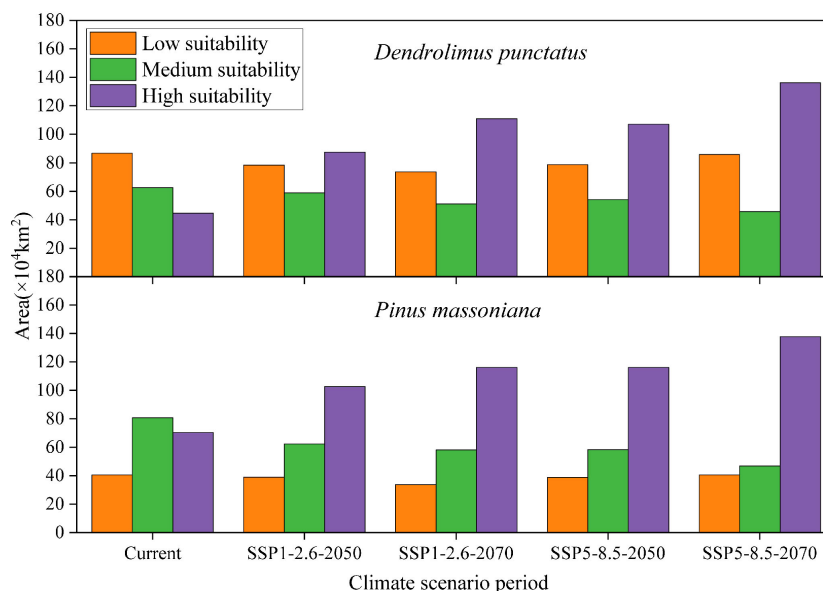 180
160
140
120
100
80
60
40
20
Low suitability
Medium suitability
High suitability
Dendrolimus punctatus
Area(×10⁴km²)
180
160
140
120
100
80
60
40
20
0
Pinus massoniana
Current
SSP1-2.6-2050
SSP1-2.6-2070
SSP5-8.5-2050
SSP5-8.5-2070
Climate scenario period